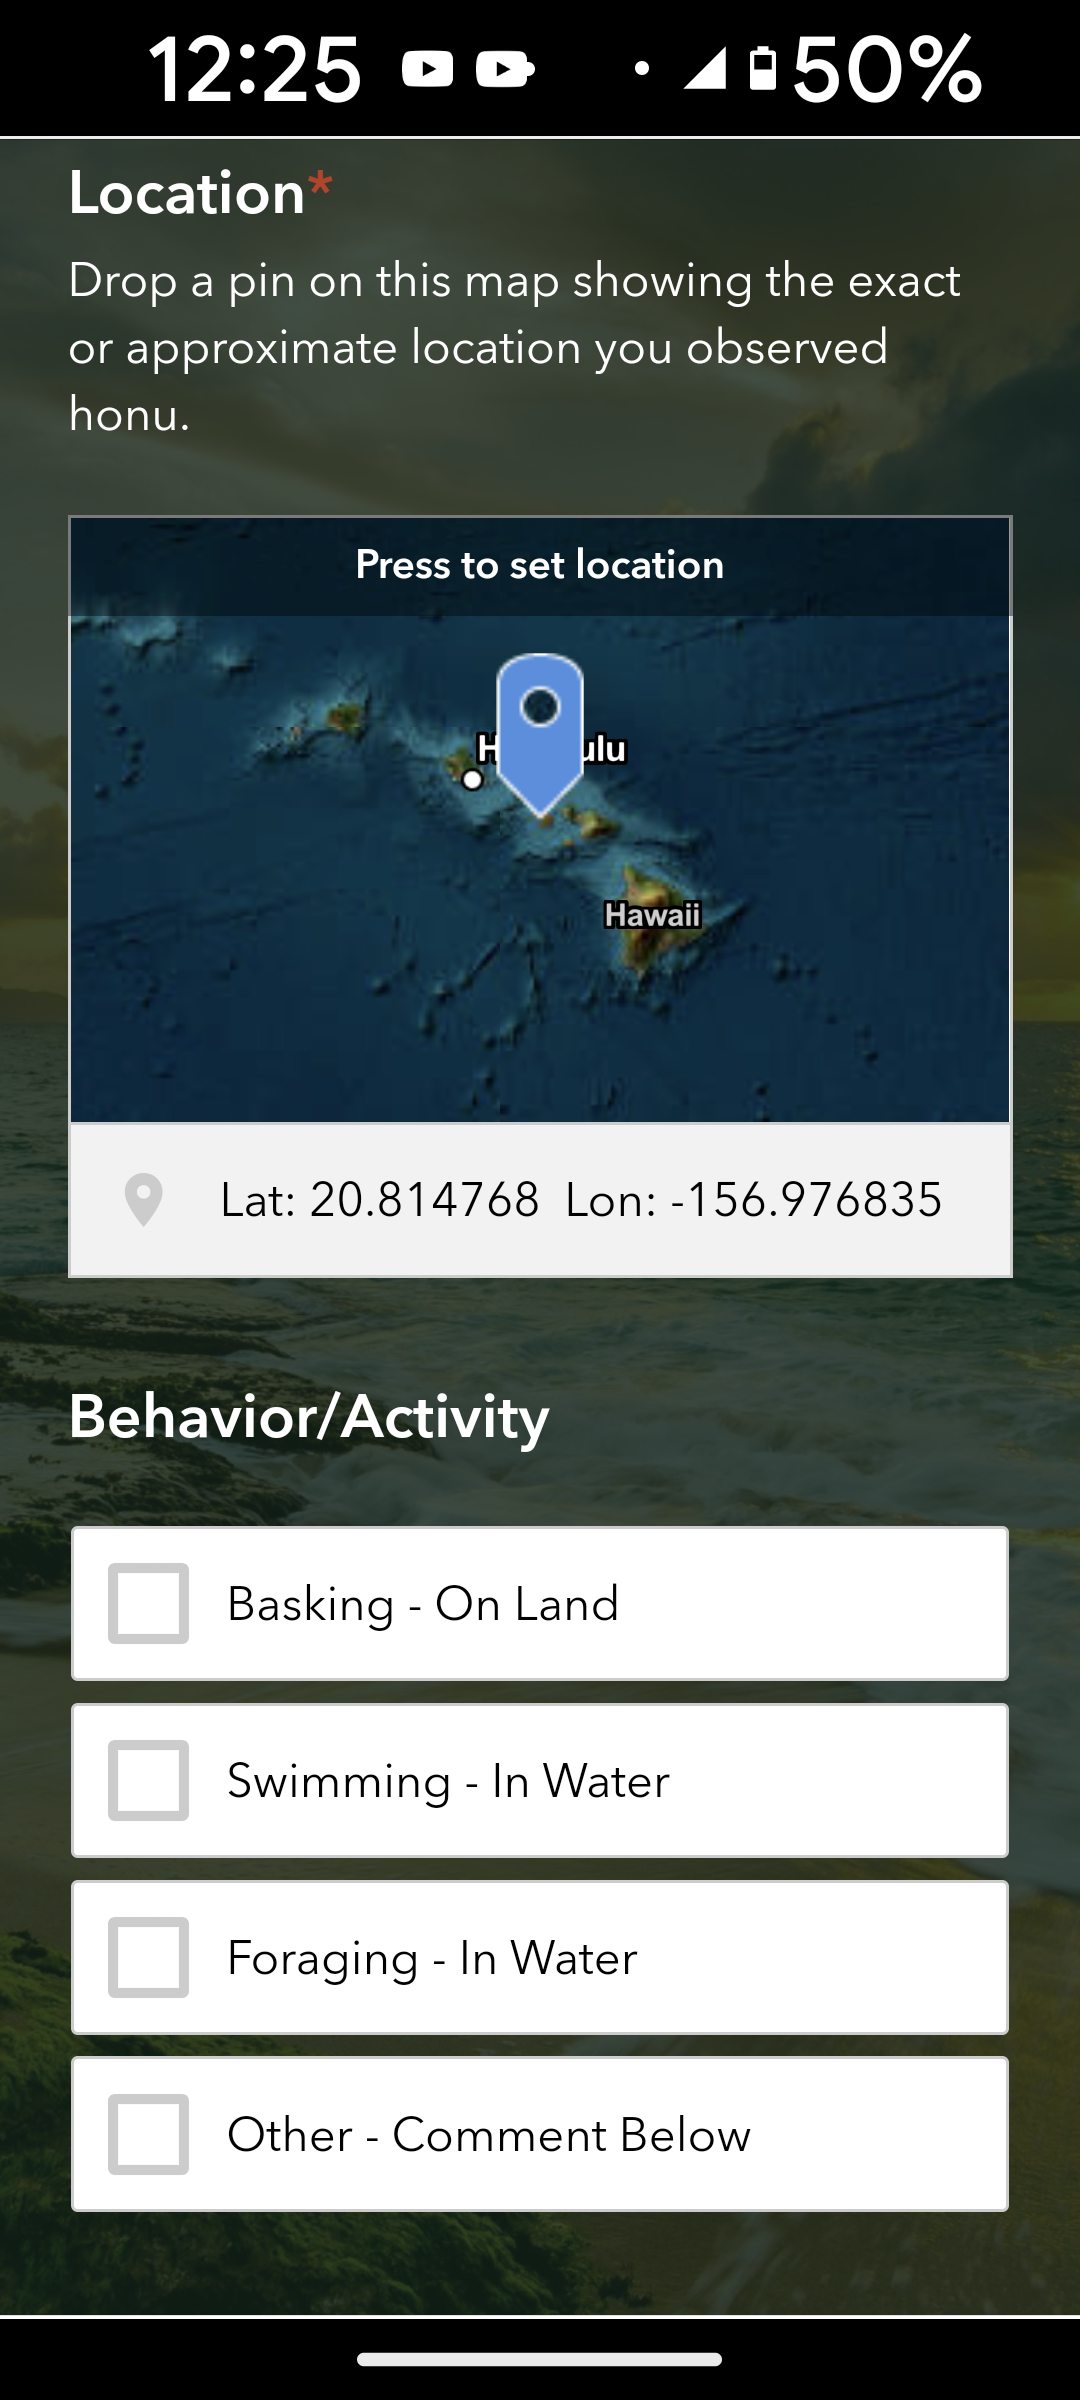 12:25 50%
Location*
Drop a pin on this map showing the exact
or approximate location you observed
honu.
Press to set location
Hawaii
Lat: 20.814768 Lon: -156.976835
Behavior/Activity
Basking - On Land
Swimming - In Water
Foraging - In Water
Other - Comment Below